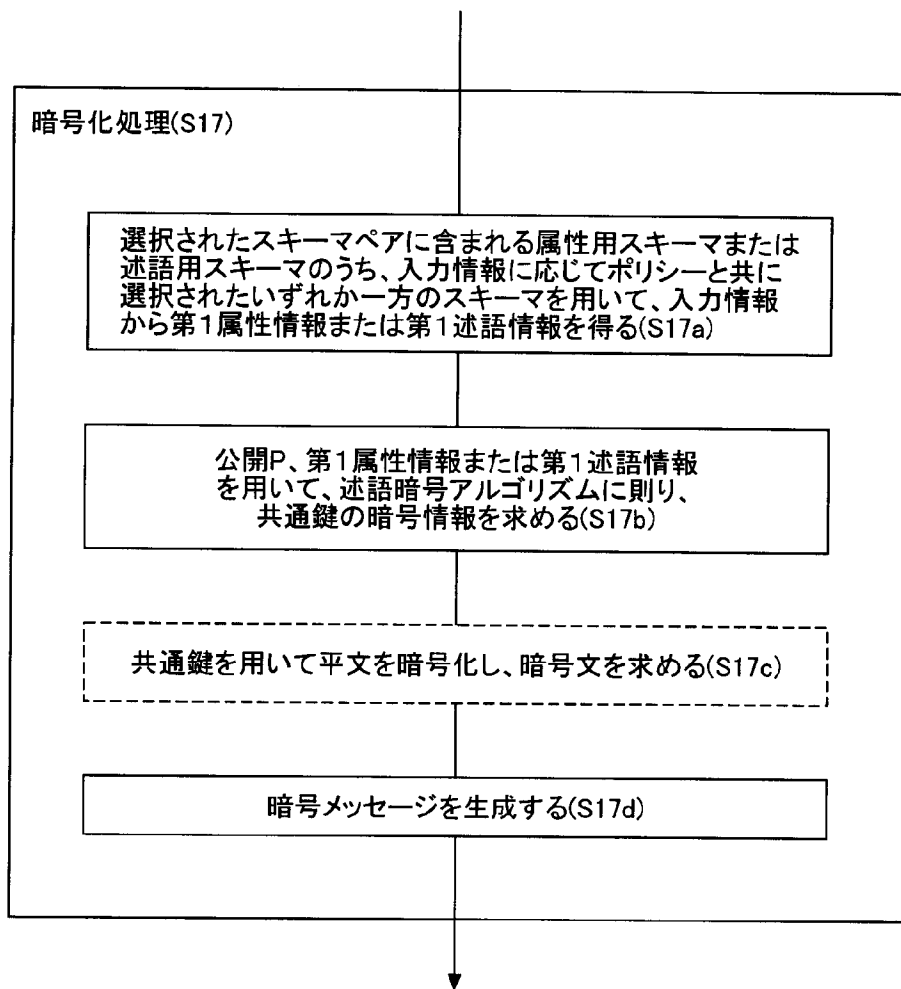 暗号化処理(S17)
選択されたスキーマペアに含まれる属性用スキーマまたは
述語用スキーマのうち、入力情報に応じてポリシーと共に
選択されたいずれか一方のスキーマを用いて、入力情報
から第1属性情報または第1述語情報を得る(S17a)
公開P、第1属性情報または第1述語情報
を用いて、述語暗号アルゴリズムに則り、
共通鍵の暗号情報を求める(S17b)
共通鍵を用いて平文を暗号化し、暗号文を求める(S17c)
暗号メッセージを生成する(S17d)